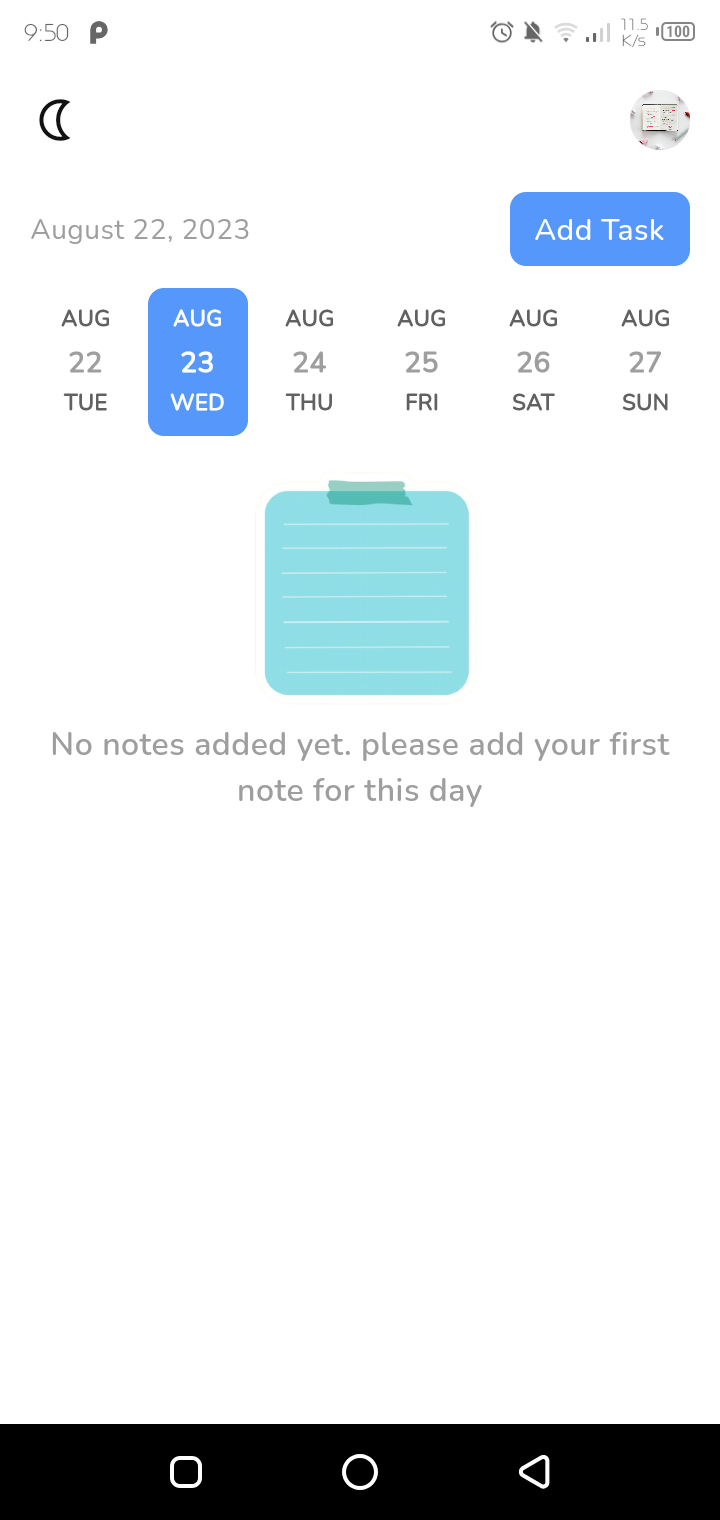 9:50
11.5
K/s
100
August 22, 2023
Add Task
AUG AUG AUG AUG AUG AUG
22 23 24 25 26 27
TUE WED THU FRI SAT SUN
No notes added yet. please add your first
note for this day